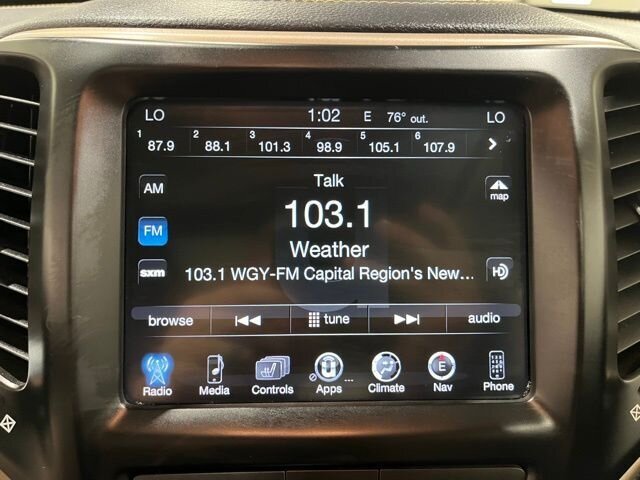 LO 1:02 E 76° out. LO
1 87.9 2 88.1 3 101.3 4 98.9 5 105.1 6 107.9
AM Talk map
FM 103.1
Weather
sxm 103.1 WGY-FM Capital Region's New... HD
browse tune audio
Radio Media Controls Apps ... Climate E Nav Phone